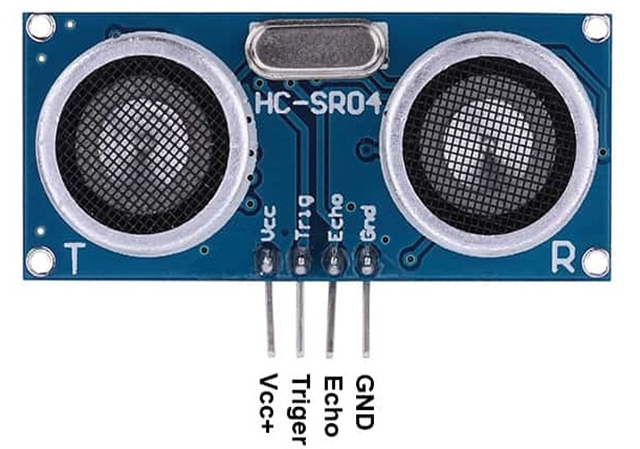 HC-SR04
Vcc
Trig
Echo
Gnd
T
R
Vcc+
Triger
Echo
GND